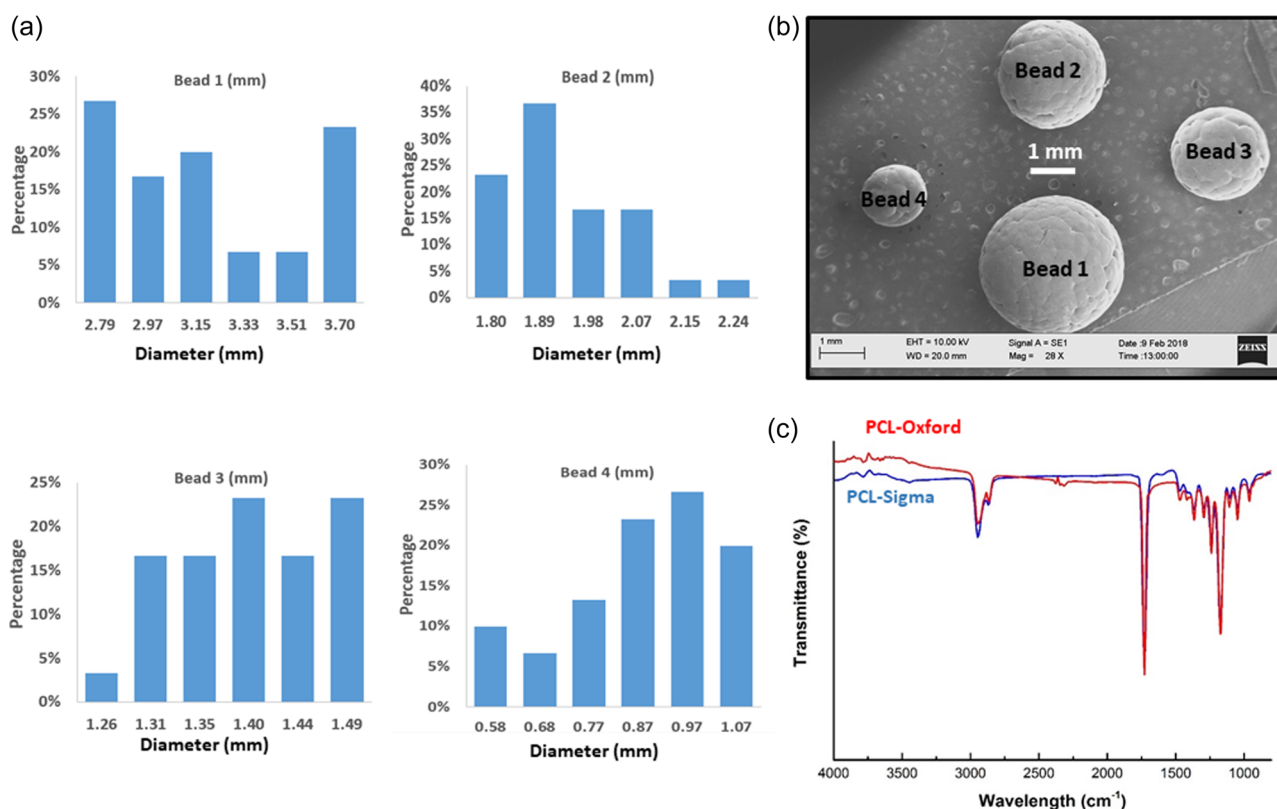 (a)
Bead 1 (mm)
30%
25%
20%
15%
10%
5%
0%
Percentage
2.79 2.97 3.15 3.33 3.51 3.70
Diameter (mm)
Bead 2 (mm)
40%
35%
30%
25%
20%
15%
10%
5%
0%
Percentage
1.80 1.89 1.98 2.07 2.15 2.24
Diameter (mm)
Bead 3 (mm)
25%
20%
15%
10%
5%
0%
Percentage
1.26 1.31 1.35 1.40 1.44 1.49
Diameter (mm)
Bead 4 (mm)
30%
25%
20%
15%
10%
5%
0%
Percentage
0.58 0.68 0.77 0.87 0.97 1.07
Diameter (mm)
(b)
Bead 2
1 mm
Bead 3
Bead 4
Bead 1
1 mm EHT = 10.00 kV Signal A = SE1 Date :9 Feb 2018
WD = 20.0 mm Mag = 28 X Time :13:00:00
ZEISS
(c)
PCL-Oxford
PCL-Sigma
Transmittance (%)
4000 3500 3000 2500 2000 1500 1000
Wavelength (cm-1)